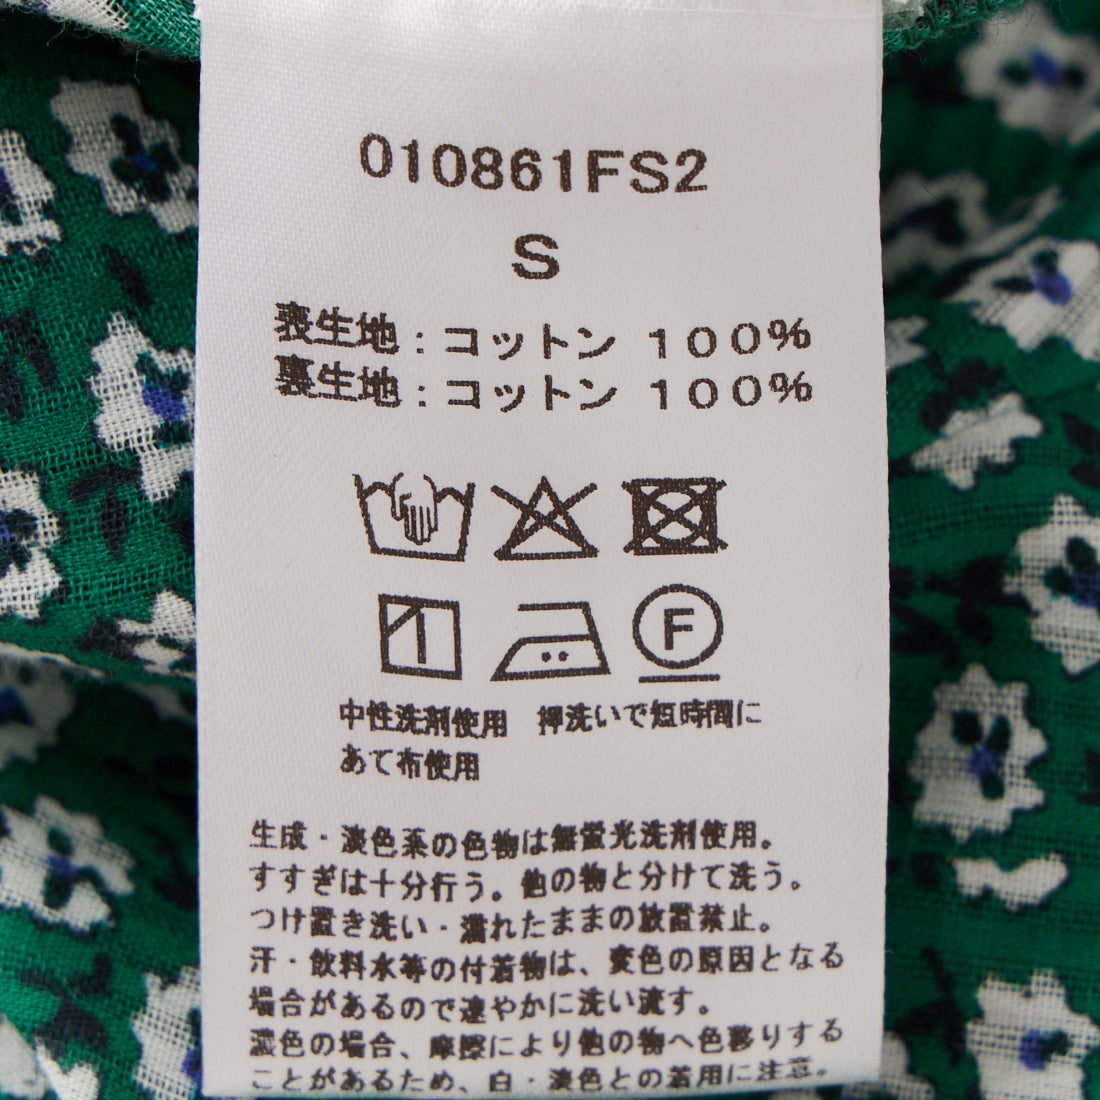 010861FS2
S
表生地：コットン 100%
裏生地：コットン 100%
F
中性洗剤使用 押洗いで短時間に
あて布使用
生成・淡色系の色物は無蛍光洗剤使用。
すすぎは十分行う。他の物と分けて洗う。
つけ置き洗い・濡れたままの放置禁止。
汗・飲料水等の付着物は、変色の原因となる
場合があるので速やかに洗い流す。
濃色の場合、摩擦により他の物へ色移りする
ことがあるため、白・淡色との着用に注意。